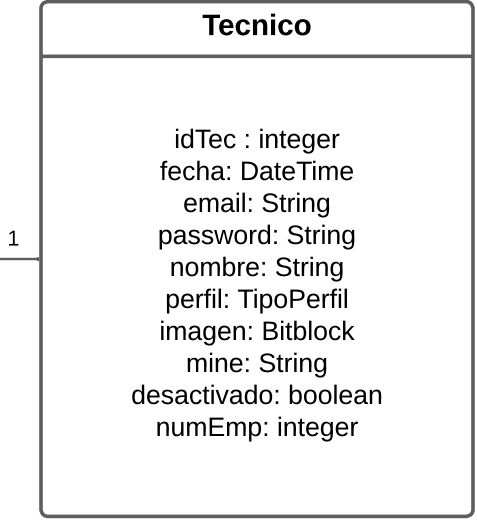 Tecnico
idTec : integer
fecha: DateTime
email: String
password: String
1
nombre: String
perfil: TipoPerfil
imagen: Bitblock
mine: String
desactivado: boolean
numEmp: integer